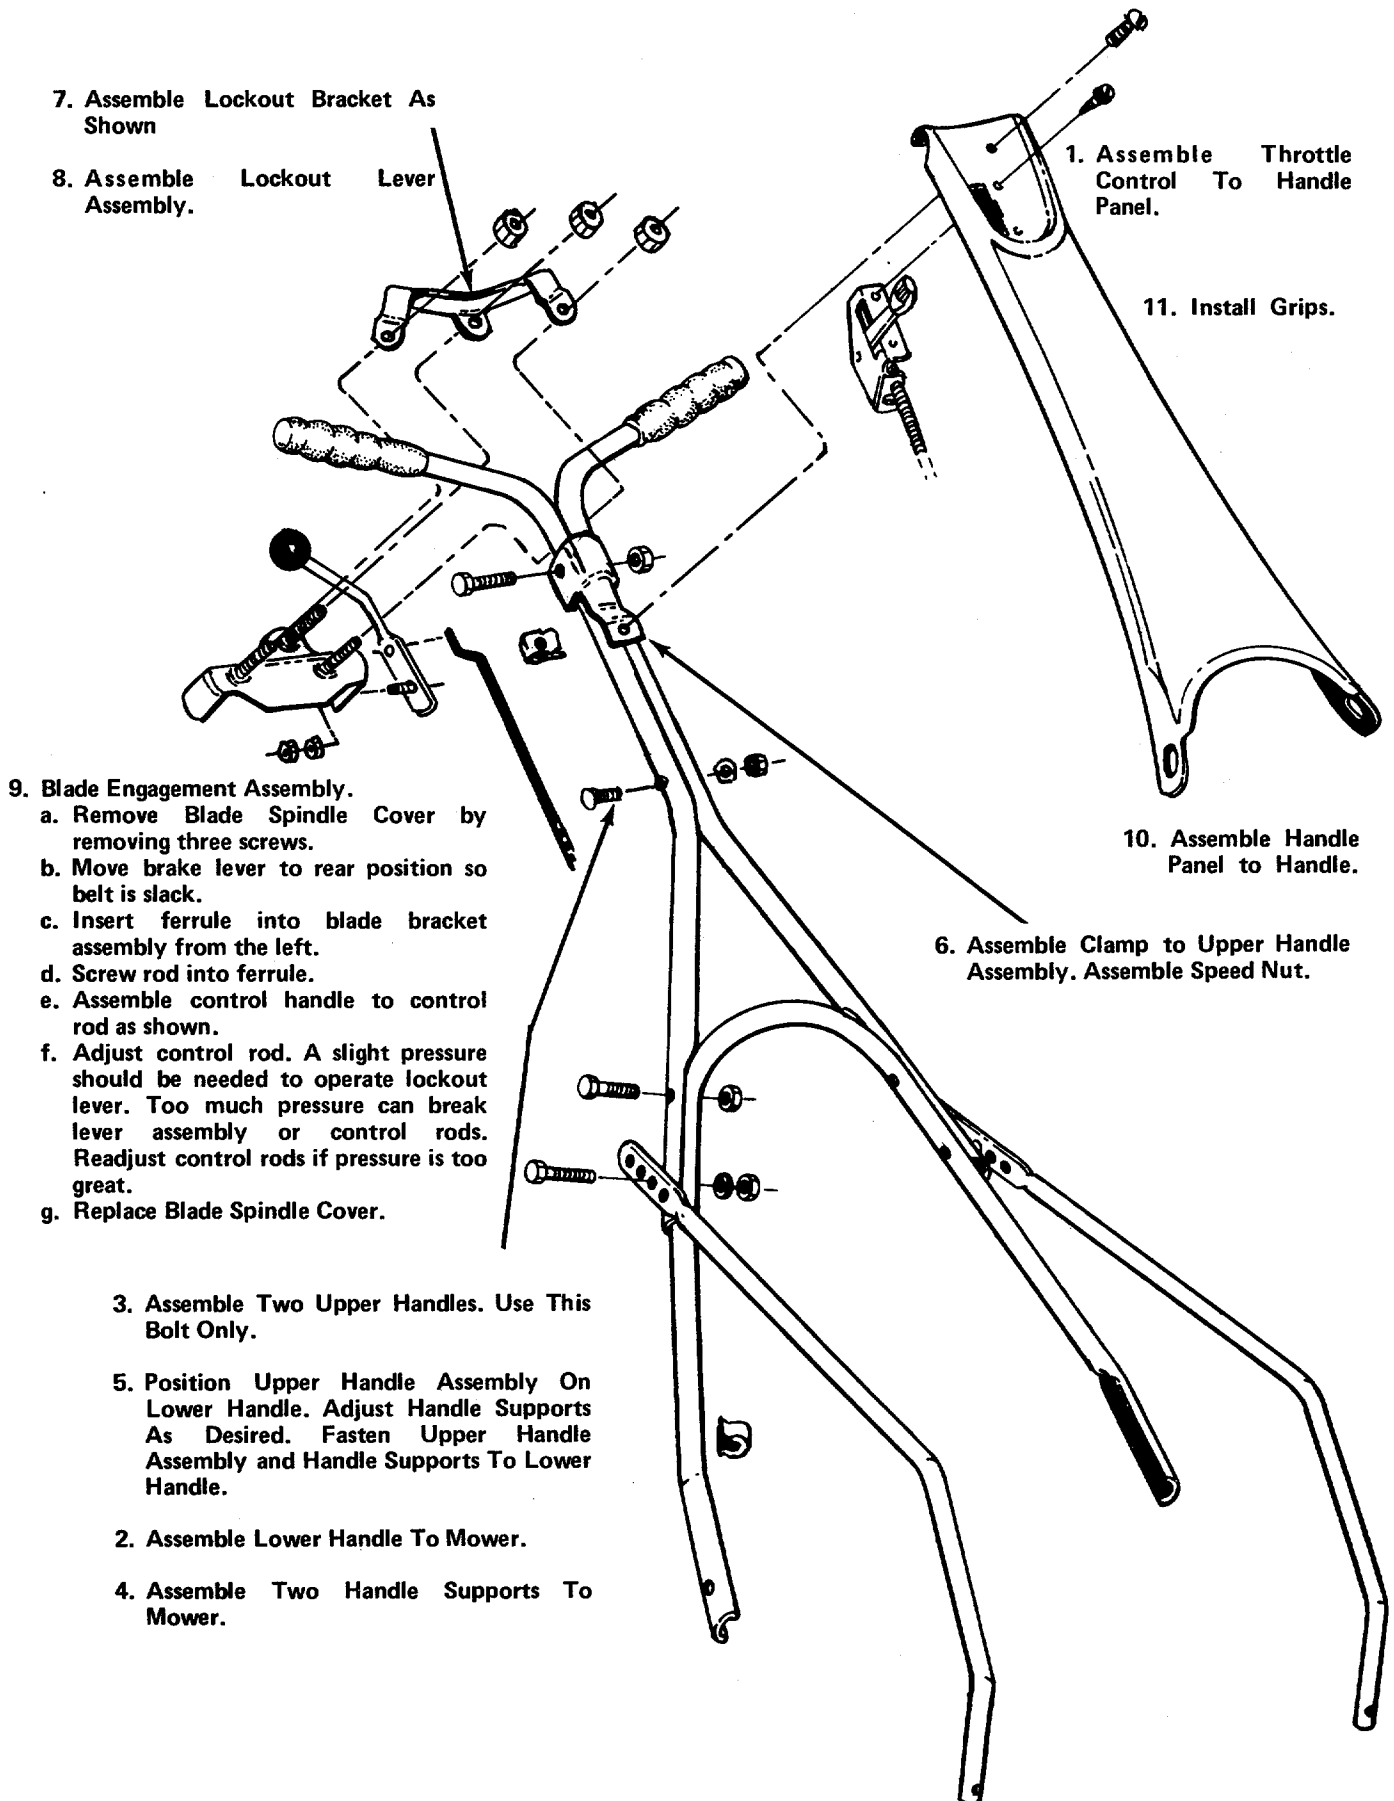 7. Assemble Lockout Bracket As
Shown
8. Assemble Lockout Lever
Assembly.
1. Assemble Throttle
Control To Handle
Panel.
11. Install Grips.
9. Blade Engagement Assembly.
a. Remove Blade Spindle Cover by
removing three screws.
b. Move brake lever to rear position so
belt is slack.
c. Insert ferrule into blade bracket
assembly from the left.
d. Screw rod into ferrule.
e. Assemble control handle to control
rod as shown.
f. Adjust control rod. A slight pressure
should be needed to operate lockout
lever. Too much pressure can break
lever assembly or control rods.
Readjust control rods if pressure is too
great.
g. Replace Blade Spindle Cover.
10. Assemble Handle
Panel to Handle.
6. Assemble Clamp to Upper Handle
Assembly. Assemble Speed Nut.
3. Assemble Two Upper Handles. Use This
Bolt Only.
5. Position Upper Handle Assembly On
Lower Handle. Adjust Handle Supports
As Desired. Fasten Upper Handle
Assembly and Handle Supports To Lower
Handle.
2. Assemble Lower Handle To Mower.
4. Assemble Two Handle Supports To
Mower.